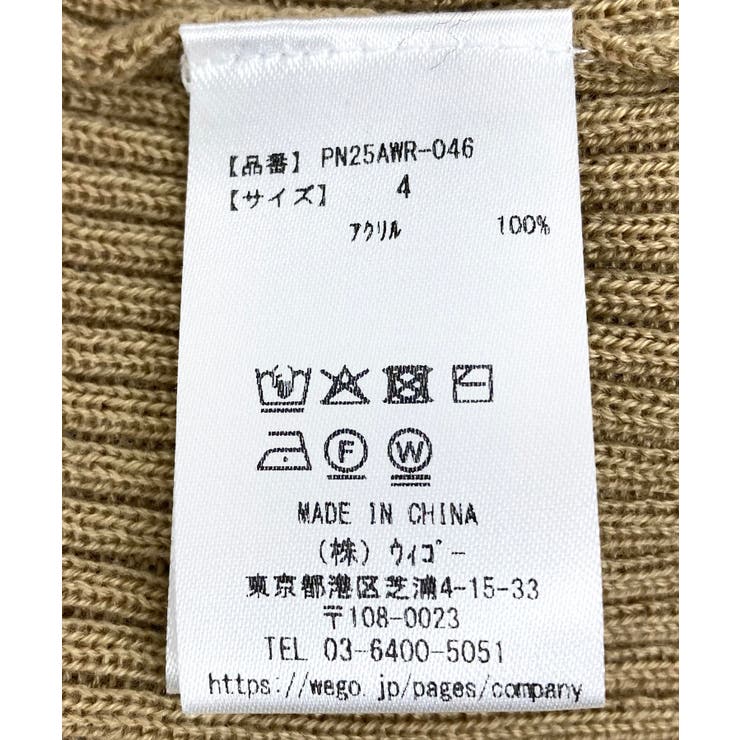 【品番】 PN25AWR-046
【サイズ】 4
アクリル 100%
F W
MADE IN CHINA
(株) ウィゴー
東京都港区芝浦4-15-33
〒108-0023
TEL 03-6400-5051
https://wego.jp/pages/company